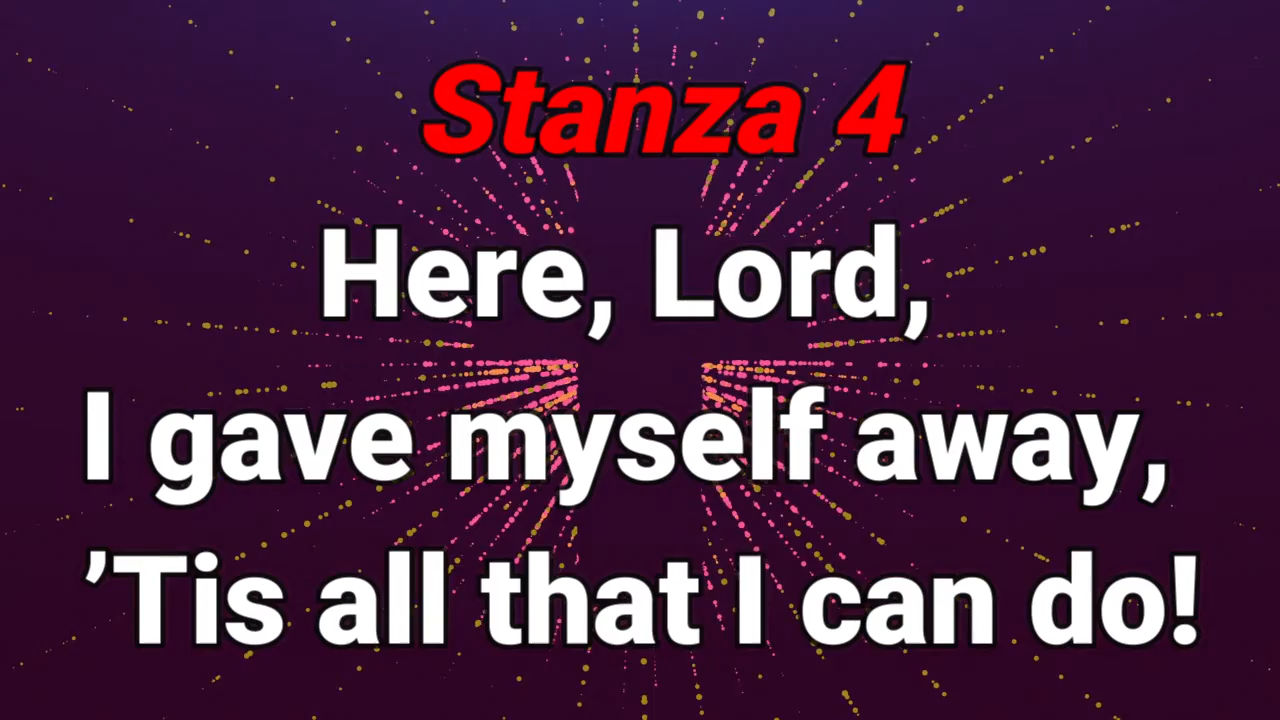 Stanza 4
Here, Lord,
I gave myself away,
’Tis all that I can do!